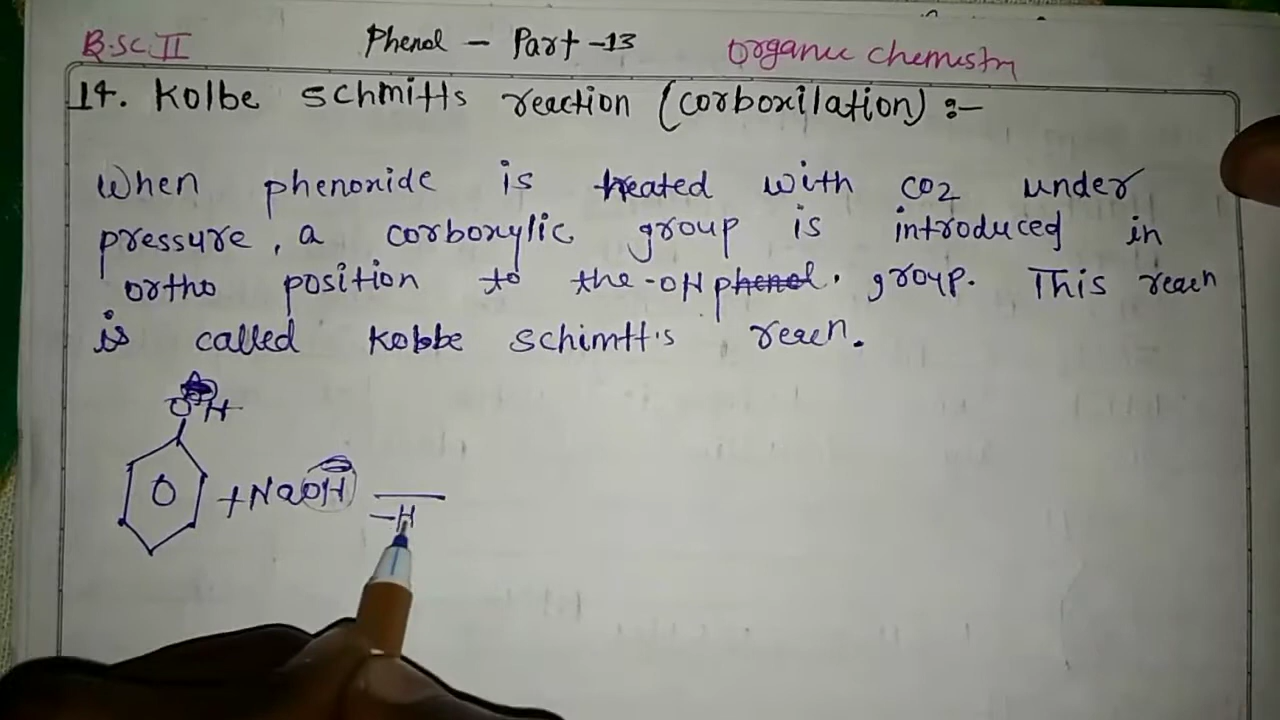 B.SC.II Phenol - Part-13 Organic chemistry
14. Kolbe schmitts reaction (corboxilation) :-
When phenoxide is treated with CO2 under
pressure, a corboxylic group is introduced in
ortho position to the -OH phenol. group. This reacn
is called Kolbe schimtt's reacn.
OH
+NaOH
-H